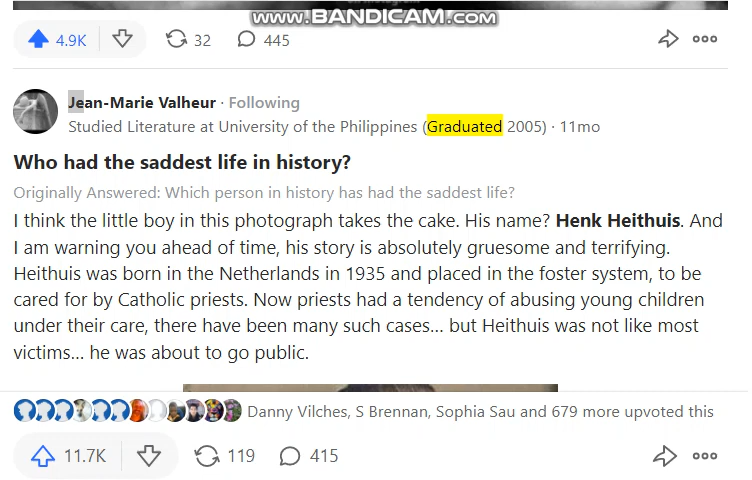 www.BANDICAM.com
4.9K 32 445
Jean-Marie Valheur · Following
Studied Literature at University of the Philippines (Graduated 2005) · 11mo
Who had the saddest life in history?
Originally Answered: Which person in history has had the saddest life?
I think the little boy in this photograph takes the cake. His name? Henk Heithuis. And
I am warning you ahead of time, his story is absolutely gruesome and terrifying.
Heithuis was born in the Netherlands in 1935 and placed in the foster system, to be
cared for by Catholic priests. Now priests had a tendency of abusing young children
under their care, there have been many such cases… but Heithuis was not like most
victims… he was about to go public.
Danny Vilches, S Brennan, Sophia Sau and 679 more upvoted this
11.7K 119 415